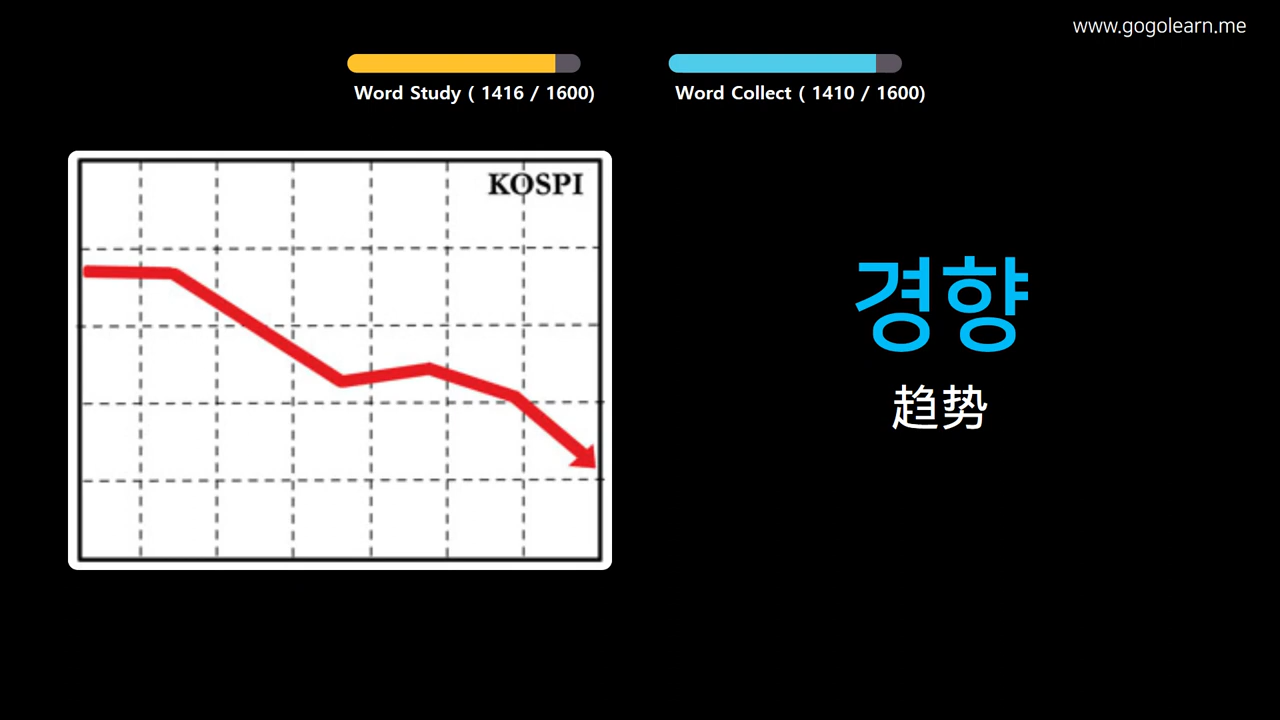 www.gogolearn.me
Word Study ( 1416 / 1600)
Word Collect ( 1410 / 1600)
KOSPI
경향
趋势